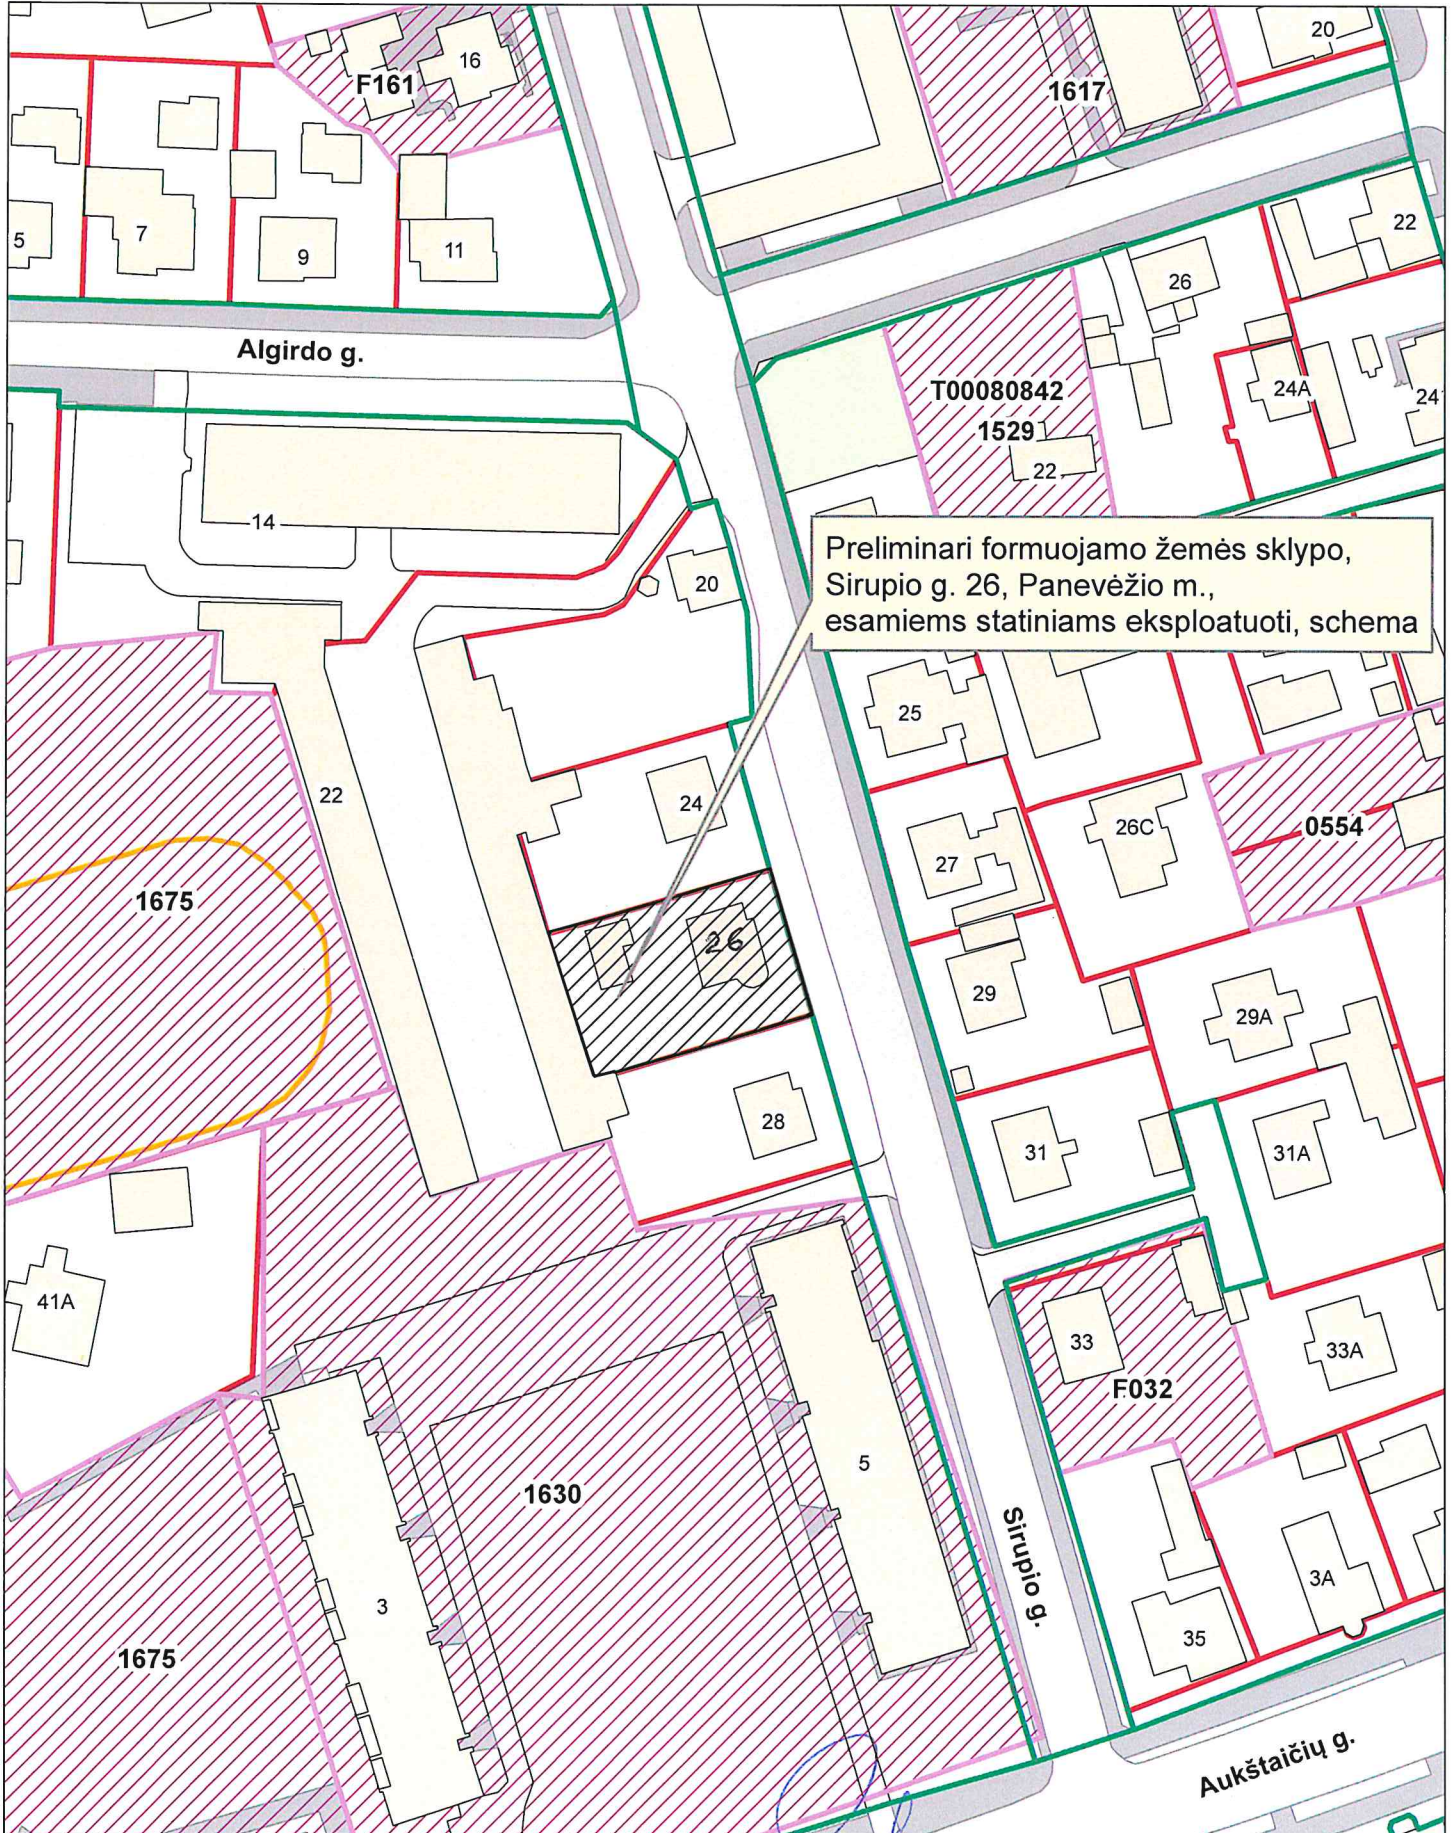 20
16
F161
1617
5
7
9
11
22
26
Algirdo g.
T00080842
1529
22
24A
24
14
20
Preliminari formuojamo žemės sklypo,
Sirupio g. 26, Panevėžio m.,
esamiems statiniams eksploatuoti, schema
25
22
24
26C
0554
27
1675
26
29
29A
28
31
31A
41A
33
33A
F032
5
1630
Sirupio g.
3
3A
35
1675
Aukštaičių g.